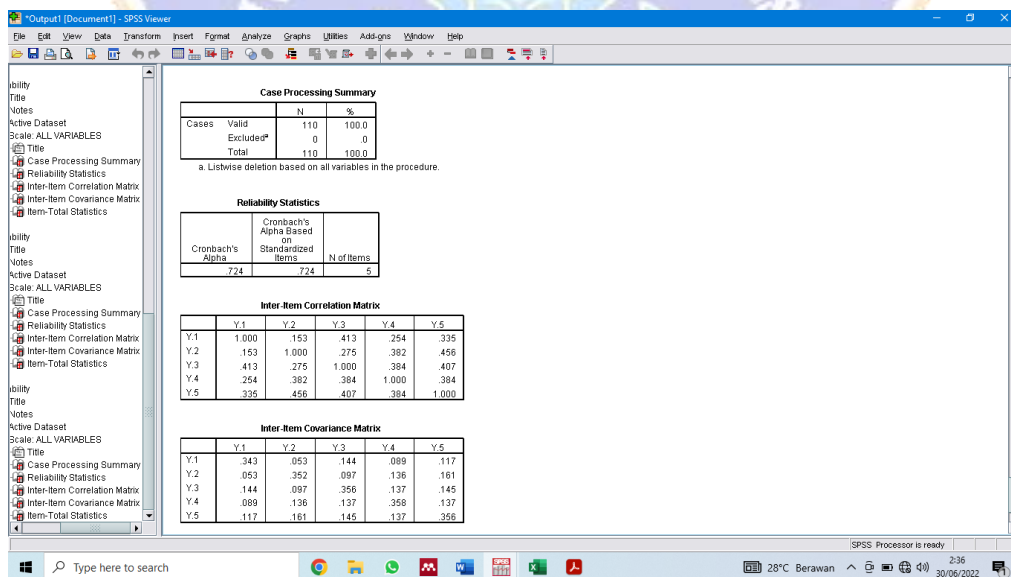 *Output1 [Document1] - SPSS Viewer
File Edit View Data Transform Insert Format Analyze Graphs Utilities Add-ons Window Help
ability
Title
Notes
Active Dataset
Scale: ALL VARIABLES
Title
Case Processing Summary
Reliability Statistics
Inter-Item Correlation Matrix
Inter-Item Covariance Matrix
Item-Total Statistics
ability
Title
Notes
Active Dataset
Scale: ALL VARIABLES
Title
Case Processing Summary
Reliability Statistics
Inter-Item Correlation Matrix
Inter-Item Covariance Matrix
Item-Total Statistics
ability
Title
Notes
Active Dataset
Scale: ALL VARIABLES
Title
Case Processing Summary
Reliability Statistics
Inter-Item Correlation Matrix
Inter-Item Covariance Matrix
Item-Total Statistics
Case Processing Summary
N %
Cases Valid 110 100.0
Excludedª 0 .0
Total 110 100.0
a. Listwise deletion based on all variables in the procedure.
Reliability Statistics
Cronbach's Alpha
Cronbach's Alpha Based on Standardized Items
N of Items
.724 .724 5
Inter-Item Correlation Matrix
Y.1 Y.2 Y.3 Y.4 Y.5
Y.1 1.000 .153 .413 .254 .335
Y.2 .153 1.000 .275 .382 .456
Y.3 .413 .275 1.000 .384 .407
Y.4 .254 .382 .384 1.000 .384
Y.5 .335 .456 .407 .384 1.000
Inter-Item Covariance Matrix
Y.1 Y.2 Y.3 Y.4 Y.5
Y.1 .343 .053 .144 .089 .117
Y.2 .053 .352 .097 .136 .161
Y.3 .144 .097 .356 .137 .145
Y.4 .089 .136 .137 .358 .137
Y.5 .117 .161 .145 .137 .356
SPSS Processor is ready
Type here to search
28°C Berawan
2:36
30/06/2022